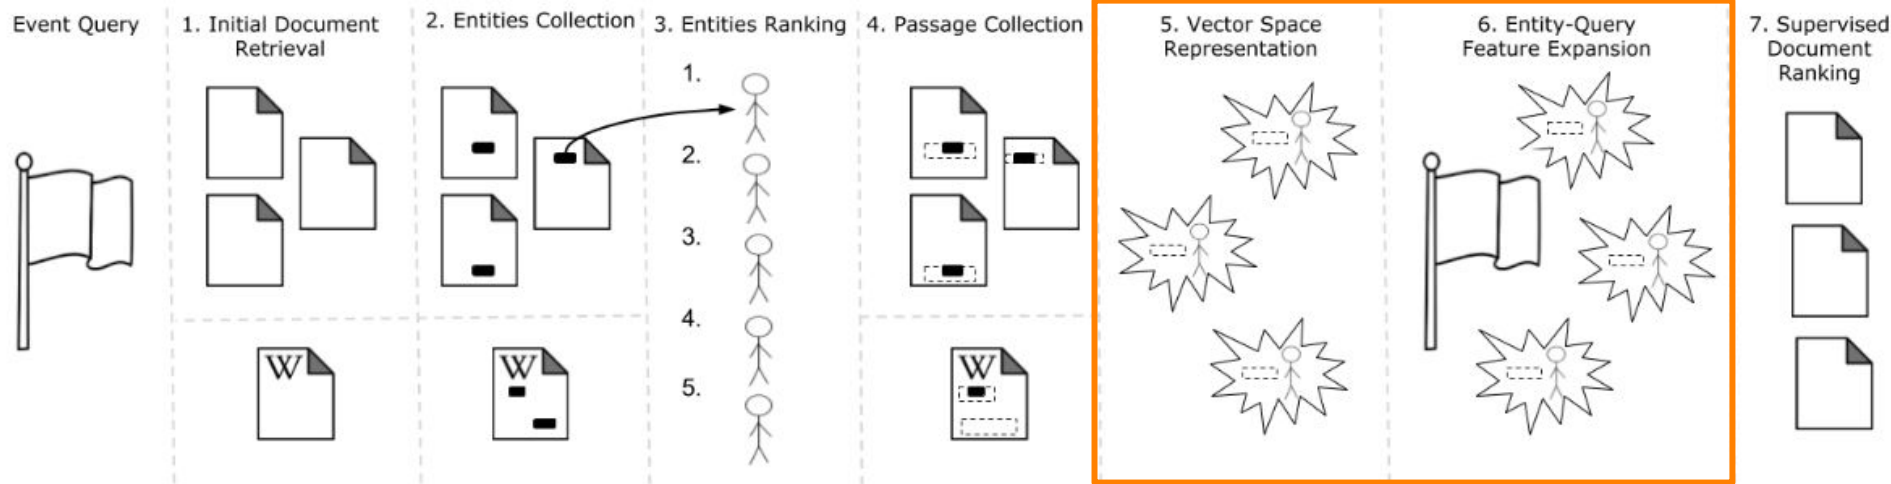 Event Query
1. Initial Document
Retrieval
2. Entities Collection
3. Entities Ranking
1.
2.
3.
4.
5.
4. Passage Collection
5. Vector Space
Representation
6. Entity-Query
Feature Expansion
7. Supervised
Document
Ranking
W
W
W